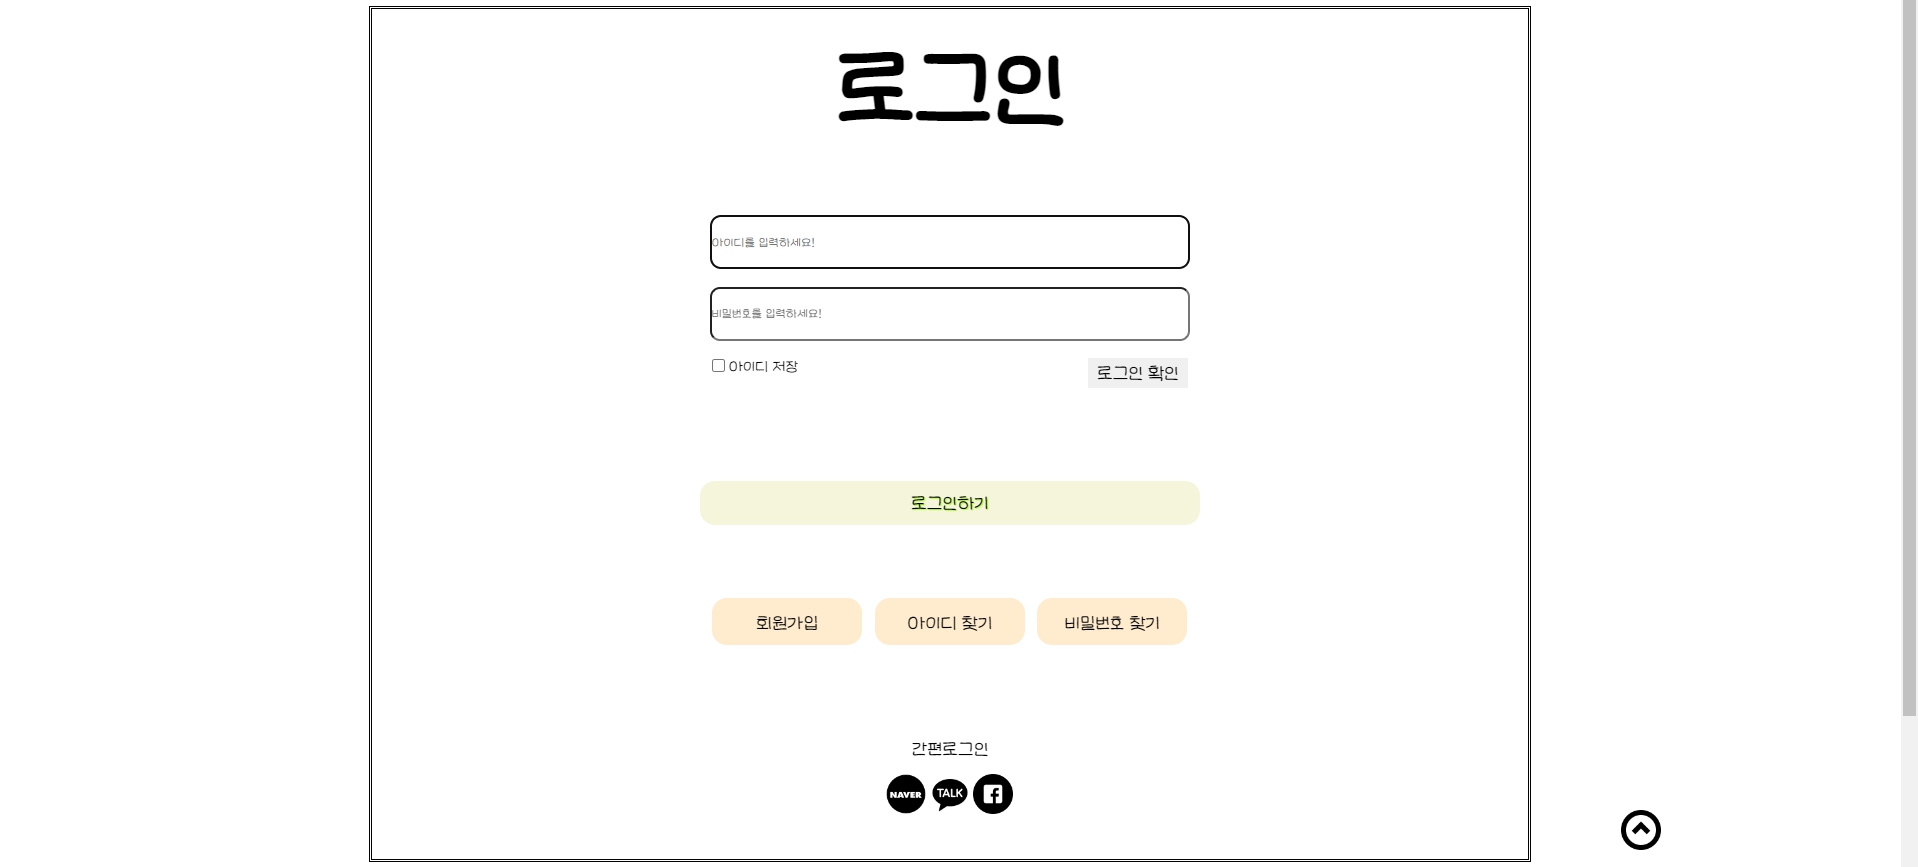 로그인
아이디를 입력하세요!
비밀번호를 입력하세요!
아이디 저장 로그인 확인
로그인하기
회원가입 아이디 찾기 비밀번호 찾기
간편로그인
NAVER TALK